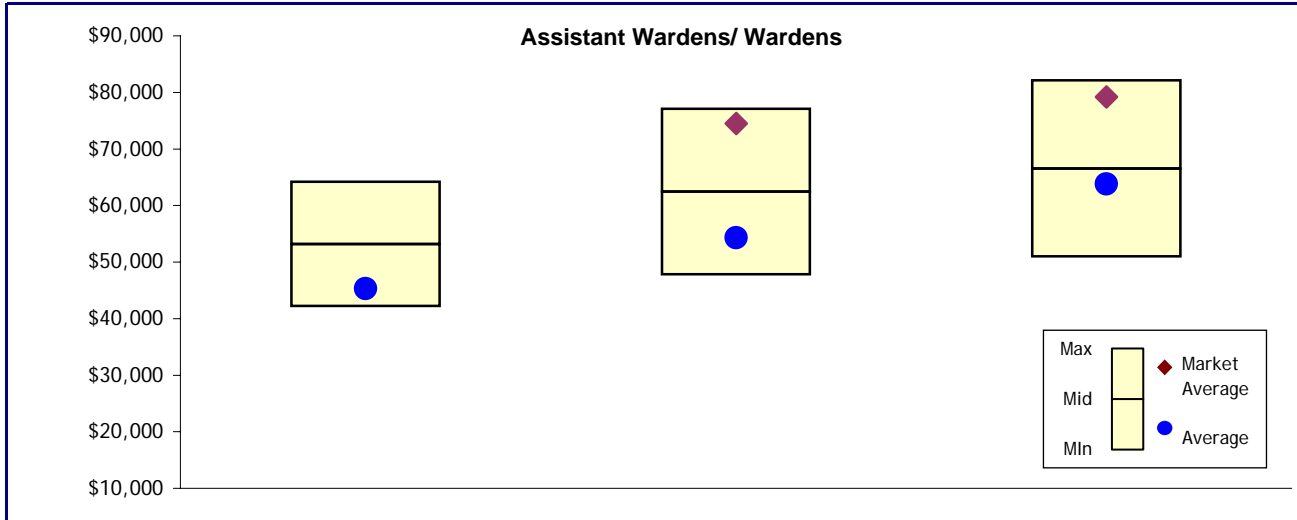 Assistant Wardens/ Wardens
$90,000
$80,000
$70,000
$60,000
$50,000
$40,000
$30,000
$20,000
$10,000
Max
Mid
MIn
Market
Average
Average